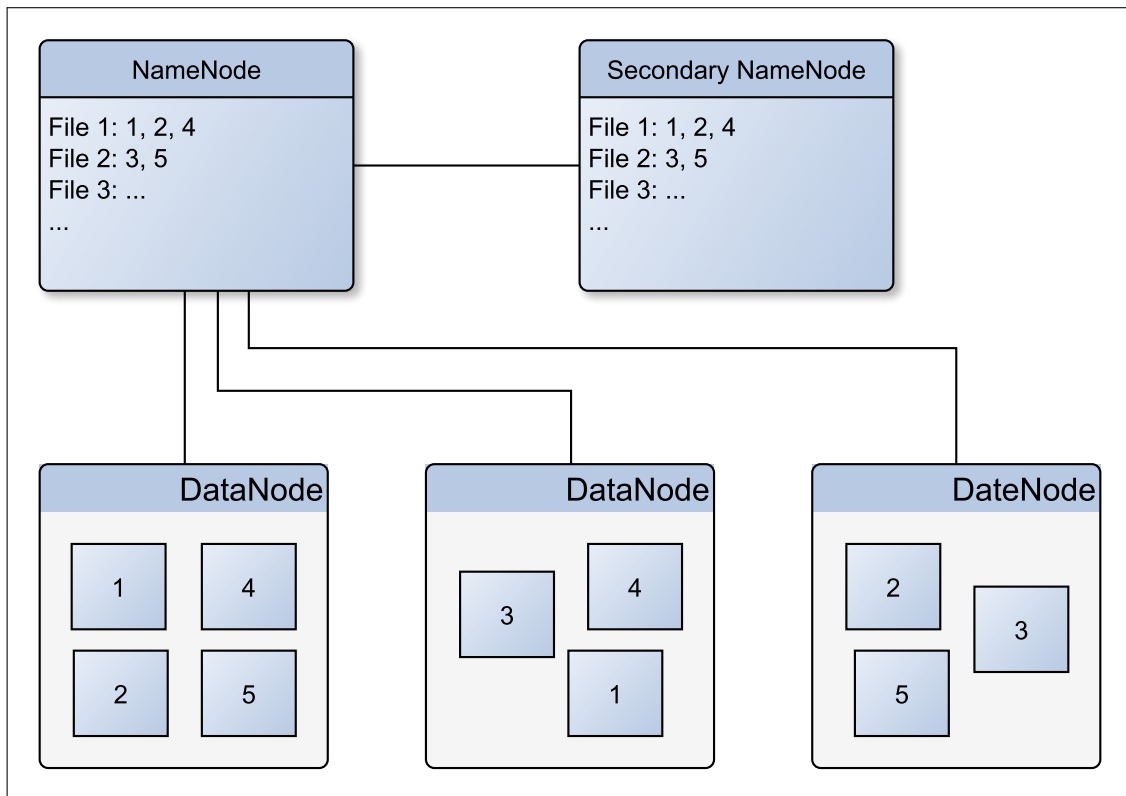 NameNode
File 1: 1, 2, 4
File 2: 3, 5
File 3: ...
...
Secondary NameNode
File 1: 1, 2, 4
File 2: 3, 5
File 3: ...
...
DataNode
1
4
2
5
DataNode
3
4
1
DateNode
2
3
5